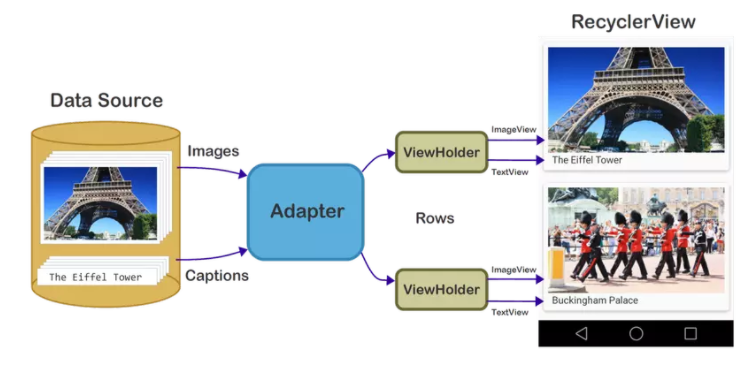 RecyclerView
Data Source
Images
The Eiffel Tower
Captions
Adapter
ViewHolder
ImageView
TextView
The Eiffel Tower
Rows
ViewHolder
ImageView
TextView
Buckingham Palace